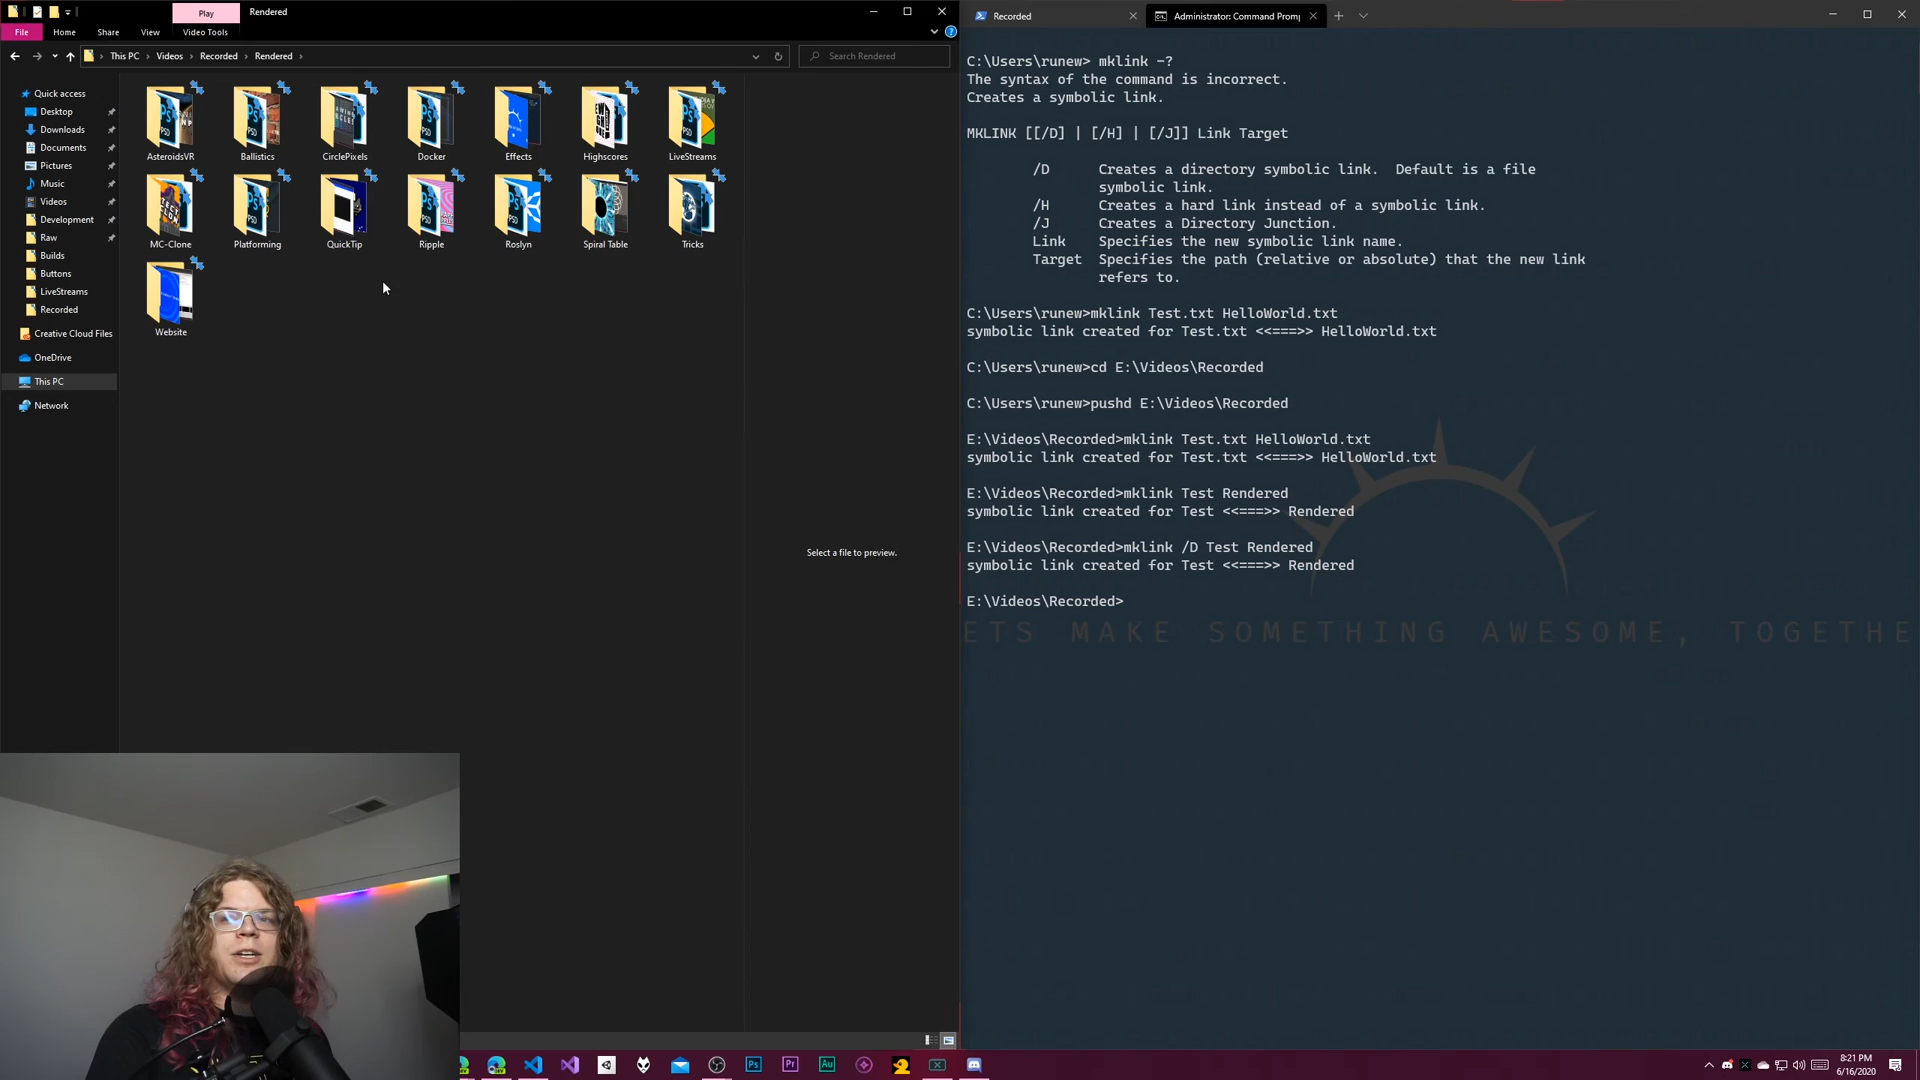 Play
Rendered
File
Home
Share
View
Video Tools
This PC
Videos
Recorded
Rendered
Search Rendered
Quick access
Desktop
Downloads
Documents
Pictures
Music
Videos
Development
Raw
Builds
Buttons
LiveStreams
Recorded
Creative Cloud Files
OneDrive
This PC
Network
AsteroidsVR
Ballistics
CirclePixels
Docker
Effects
Highscores
LiveStreams
MC-Clone
Platforming
QuickTip
Ripple
Roslyn
Spiral Table
Tricks
Website
Select a file to preview.
Recorded
Administrator: Command Promp
C:\Users\runew> mklink -?
The syntax of the command is incorrect.
Creates a symbolic link.
MKLINK [[/D] | [/H] | [/J]] Link Target
/D Creates a directory symbolic link. Default is a file
symbolic link.
/H Creates a hard link instead of a symbolic link.
/J Creates a Directory Junction.
Link Specifies the new symbolic link name.
Target Specifies the path (relative or absolute) that the new link
refers to.
C:\Users\runew>mklink Test.txt HelloWorld.txt
symbolic link created for Test.txt <<===>> HelloWorld.txt
C:\Users\runew>cd E:\Videos\Recorded
C:\Users\runew>pushd E:\Videos\Recorded
E:\Videos\Recorded>mklink Test.txt HelloWorld.txt
symbolic link created for Test.txt <<===>> HelloWorld.txt
E:\Videos\Recorded>mklink Test Rendered
symbolic link created for Test <<===>> Rendered
E:\Videos\Recorded>mklink /D Test Rendered
symbolic link created for Test <<===>> Rendered
E:\Videos\Recorded>
ETS MAKE SOMETHING AWESOME, TOGETHE
Ps
Pr
Au
8:21 PM
6/16/2020